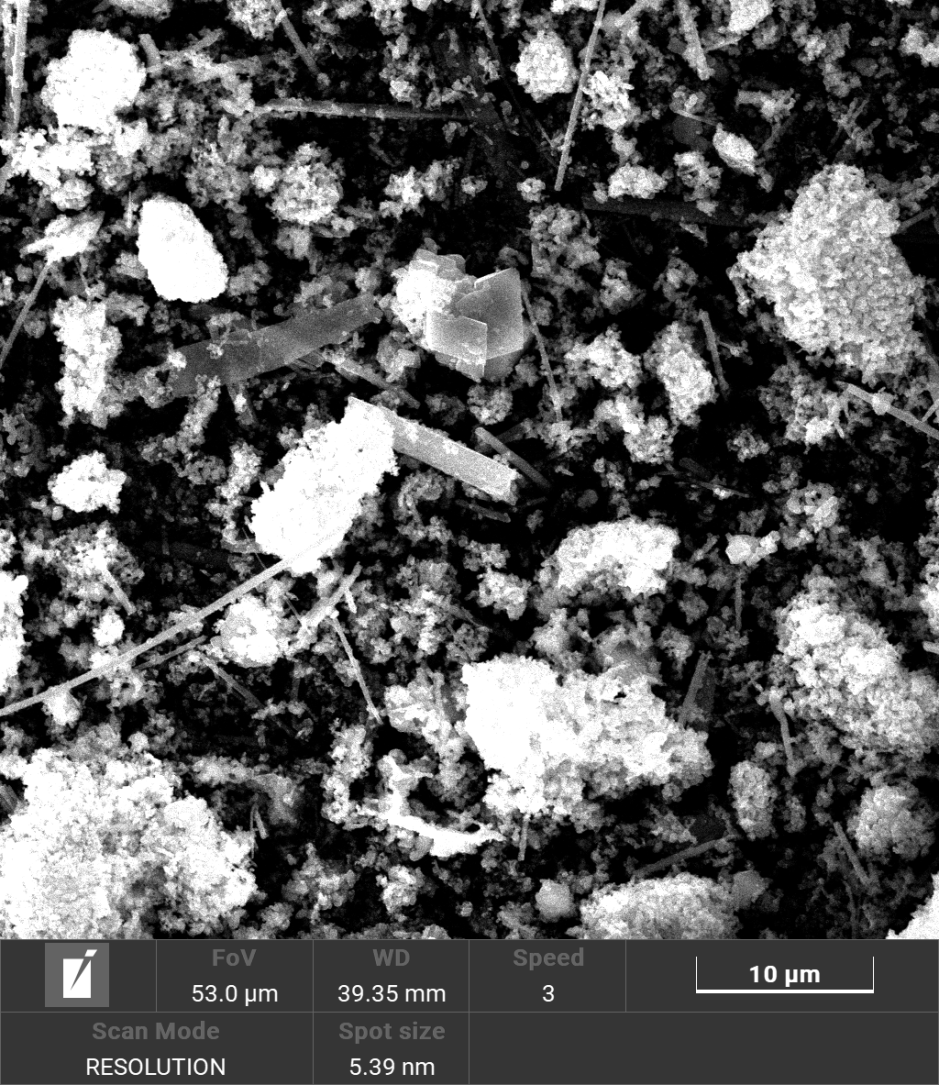 FoV WD Speed
53.0 µm 39.35 mm 3 10 µm
Scan Mode Spot size
RESOLUTION 5.39 nm